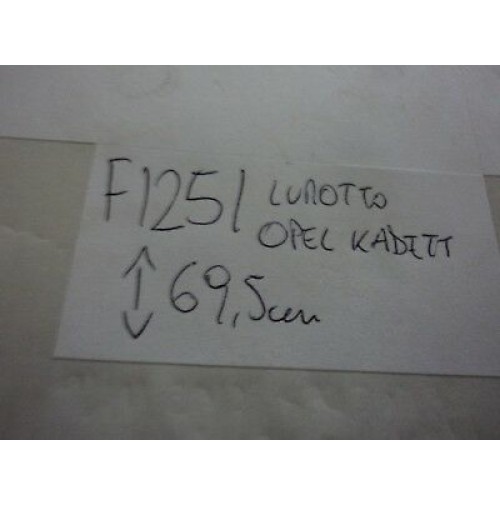 F1251 LUNOTTO
OPEL KADETT
↕ 69,5cm